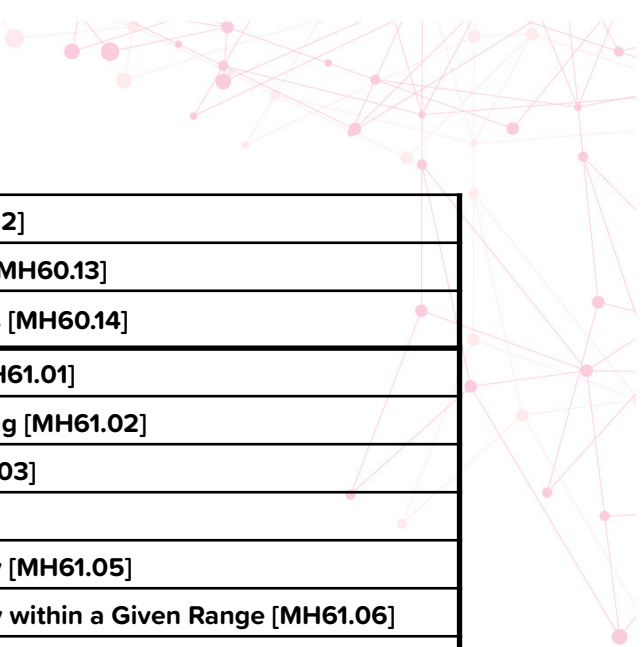 2]
MH60.13]
[MH60.14]
H61.01]
g [MH61.02]
03]
[MH61.05]
within a Given Range [MH61.06]